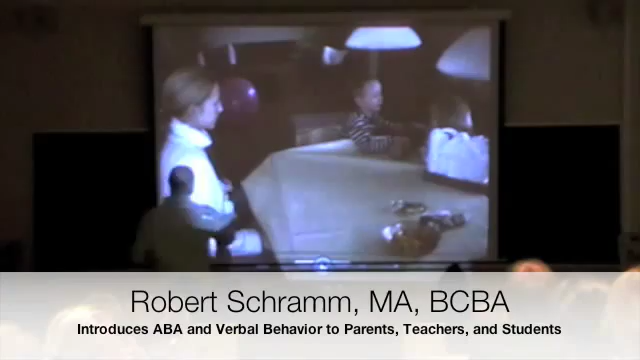 Robert Schramm, MA, BCBA
Introduces ABA and Verbal Behavior to Parents, Teachers, and Students